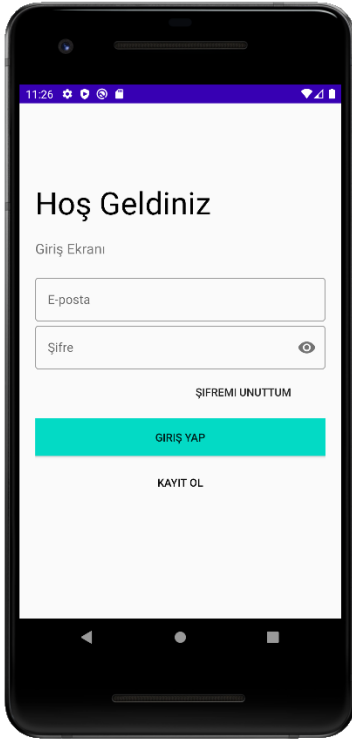 11:26
Hoş Geldiniz
Giriş Ekranı
E-posta
Şifre
ŞIFREMI UNUTTUM
GIRIŞ YAP
KAYIT OL